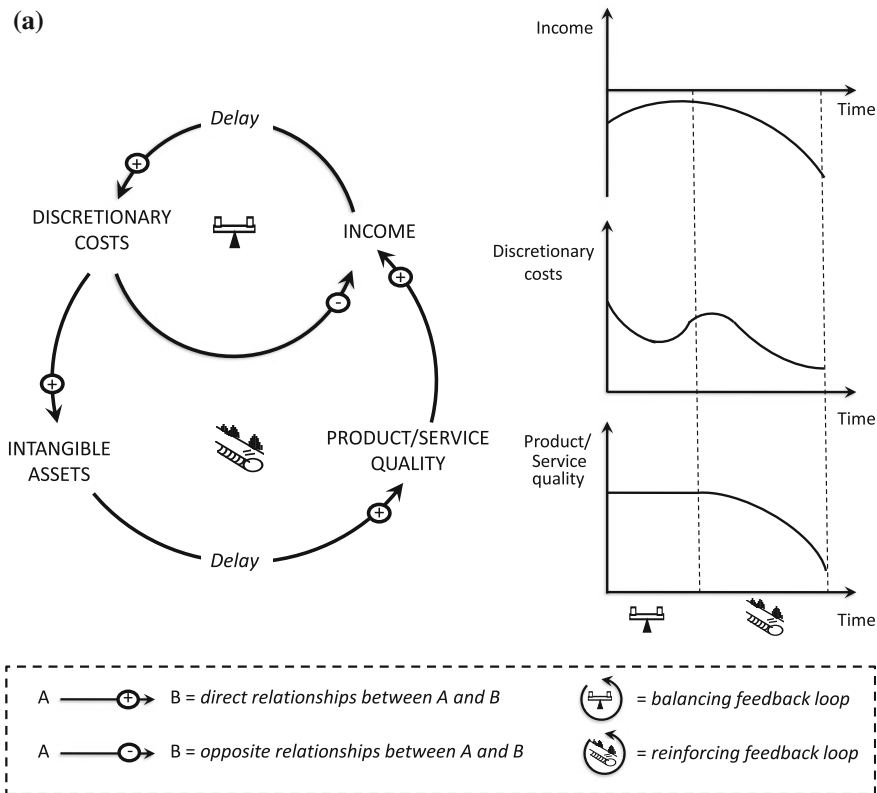 (a)
Delay
+
DISCRETIONARY
COSTS
INCOME
+
-
+
INTANGIBLE
ASSETS
PRODUCT/SERVICE
QUALITY
+
Delay
Income
Time
Discretionary
costs
Time
Product/
Service
quality
Time
A + B = direct relationships between A and B
= balancing feedback loop
A - B = opposite relationships between A and B
= reinforcing feedback loop